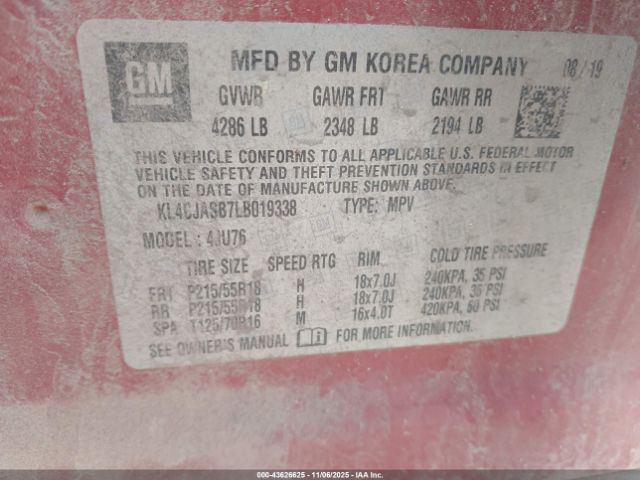 GM
MFD BY GM KOREA COMPANY 08/19
GVWR GAWR FRT GAWR RR
4286 LB 2348 LB 2194 LB
THIS VEHICLE CONFORMS TO ALL APPLICABLE U.S. FEDERAL MOTOR
VEHICLE SAFETY AND THEFT PREVENTION STANDARDS IN EFFECT
ON THE DATE OF MANUFACTURE SHOWN ABOVE.
KL4CJASB7LB019338 TYPE: MPV
MODEL: 4JU76
TIRE SIZE SPEED RTG RIM COLD TIRE PRESSURE
FRT P215/55R18 H 18x7.0J 240KPA, 35 PSI
RR P215/55R18 H 18x7.0J 240KPA, 35 PSI
SPA T125/70R16 M 16x4.0T 420KPA, 60 PSI
SEE OWNER'S MANUAL FOR MORE INFORMATION.
000-43626625 - 11/06/2025 - IAAI.CA